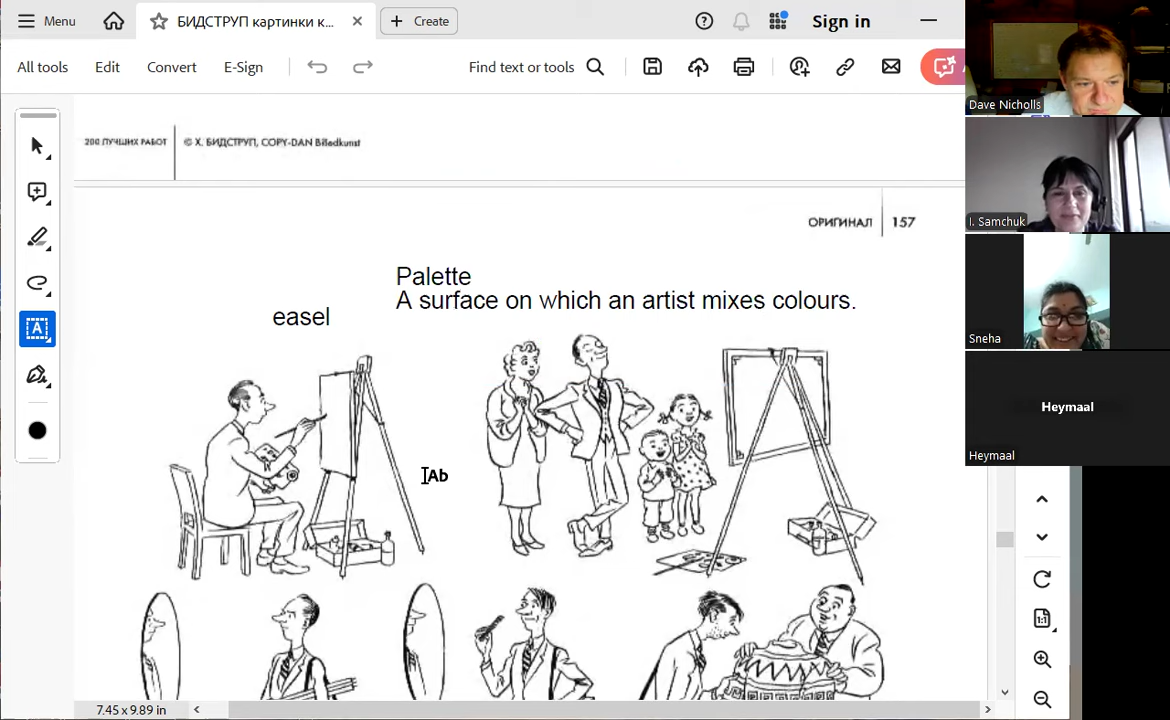 Menu
БИДСТРУП картинки к...
Create
Sign in
All tools
Edit
Convert
E-Sign
Find text or tools
200 ЛУЧШИХ РАБОТ
© Х. БИДСТРУП, COPY-DAN Billedkunst
ОРИГИНАЛ 157
Palette
A surface on which an artist mixes colours.
easel
Ab
7.45 x 9.89 in
Dave Nicholls
I. Samchuk
Sneha
Heymaal
Heymaal
1:1